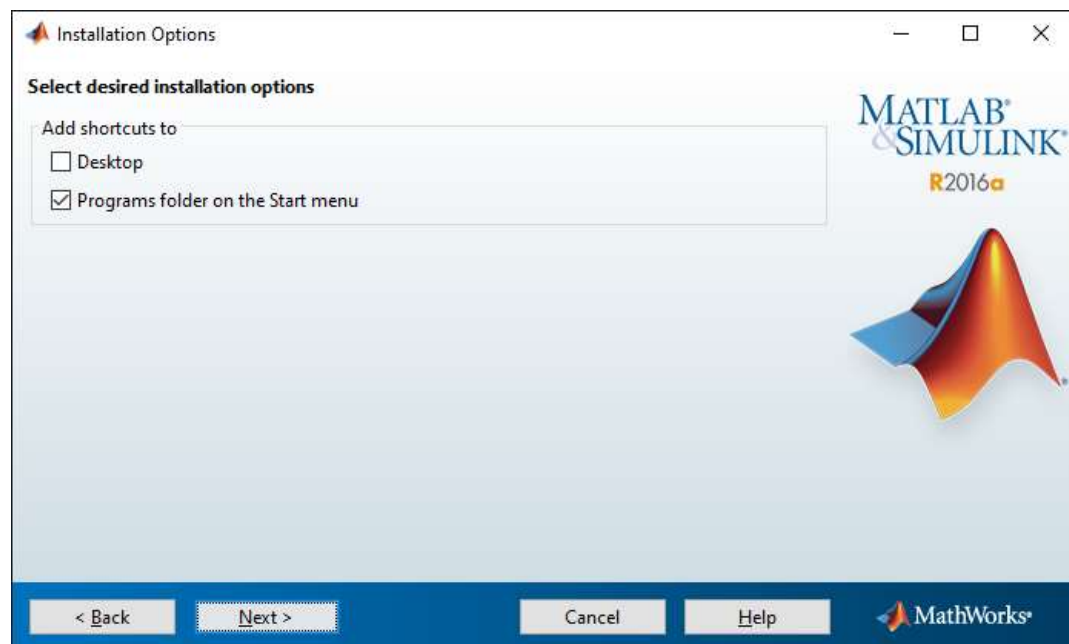 Installation Options
Select desired installation options
Add shortcuts to
Desktop
Programs folder on the Start menu
MATLAB®
&SIMULINK®
R2016a
< Back
Next >
Cancel
Help
MathWorks®